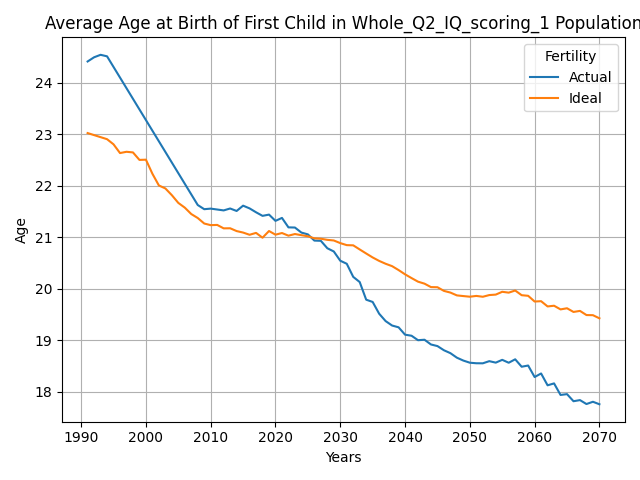 Average Age at Birth of First Child in Whole_Q2_IQ_scoring_1 Population
Fertility
Actual
Ideal
Age
24
23
22
21
20
19
18
1990
2000
2010
2020
2030
2040
2050
2060
2070
Years